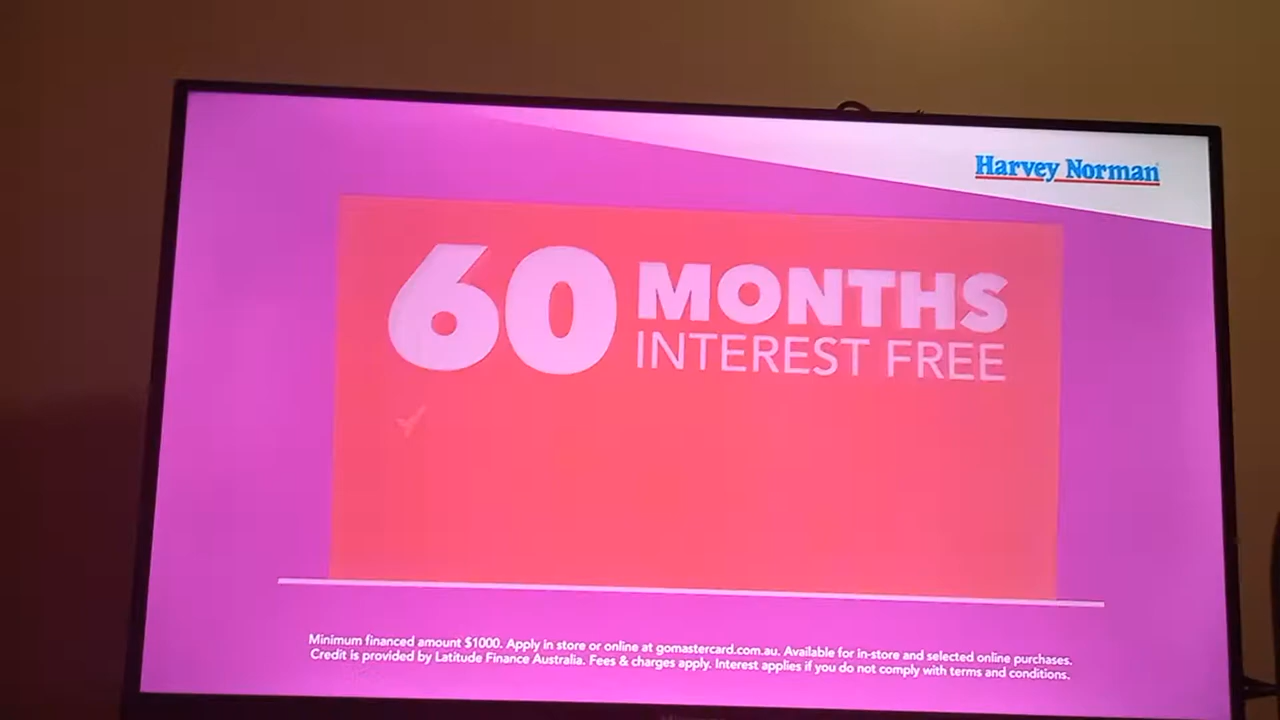 Harvey Norman
60 MONTHS
INTEREST FREE
Minimum financed amount $1000. Apply in store or online at gomastercard.com.au. Available for in-store and selected online purchases.
Credit is provided by Latitude Finance Australia. Fees & charges apply. Interest applies if you do not comply with terms and conditions.